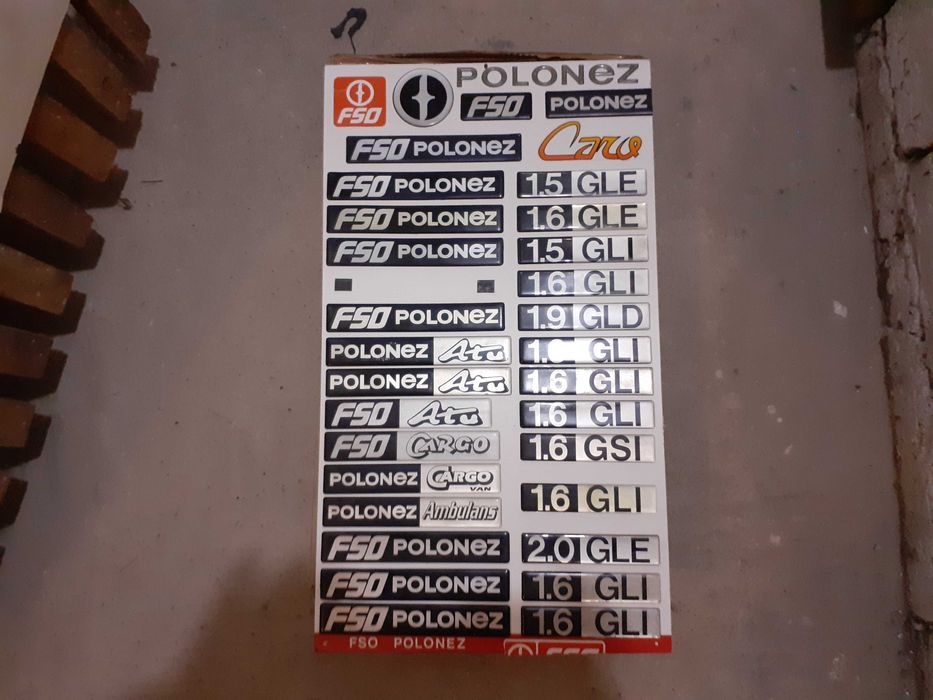 FSO POLONEZ
FSO POLONEZ
FSO POLONEZ Caro
FSO POLONEZ 1.5 GLE
FSO POLONEZ 1.6 GLE
FSO POLONEZ 1.5 GLI
1.6 GLI
FSO POLONEZ 1.9 GLD
POLONEZ Atu GLI
POLONEZ Atu 1.6 GLI
FSO Atu 1.6 GLI
FSO CARGO 1.6 GSI
POLONEZ CARGO VAN
1.6 GLI
POLONEZ Ambulans
FSO POLONEZ 2.0 GLE
FSO POLONEZ 1.6 GLI
FSO POLONEZ 1.6 GLI
FSO POLONEZ